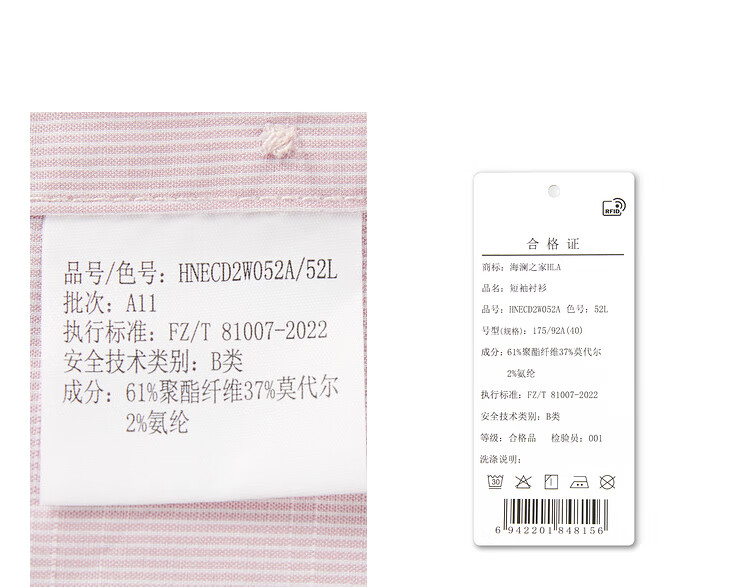 品号/色号: HNECD2W052A/52L
批次: A11
执行标准: FZ/T 81007-2022
安全技术类别: B类
成分: 61%聚酯纤维37%莫代尔
2%氨纶
RFID
合格证
商标: 海澜之家HLA
品名: 短袖衬衫
品号: HNECD2W052A 色号: 52L
号型(规格): 175/92A(40)
成分: 61%聚酯纤维37%莫代尔
2%氨纶
执行标准: FZ/T 81007-2022
安全技术类别: B类
等级: 合格品 检验员: 001
洗涤说明:
30
6 942201 848156